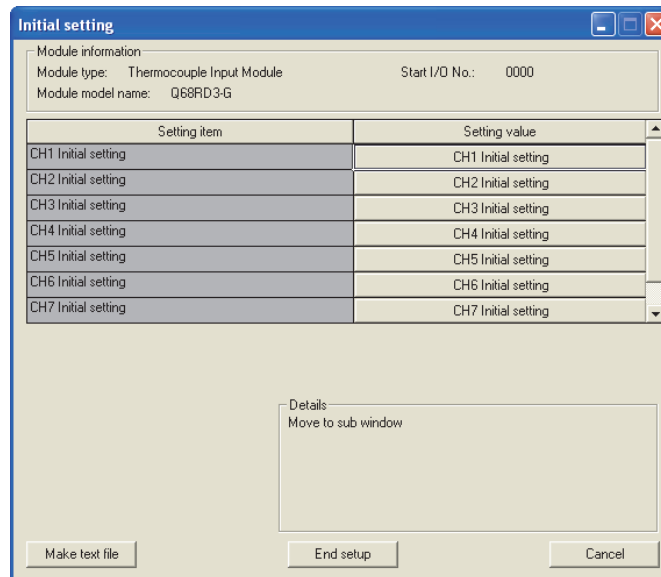 Initial setting
Module information
Module type: Thermocouple Input Module Start I/O No.: 0000
Module model name: Q68RD3-G
Setting item Setting value
CH1 Initial setting CH1 Initial setting
CH2 Initial setting CH2 Initial setting
CH3 Initial setting CH3 Initial setting
CH4 Initial setting CH4 Initial setting
CH5 Initial setting CH5 Initial setting
CH6 Initial setting CH6 Initial setting
CH7 Initial setting CH7 Initial setting
Details
Move to sub window
Make text file End setup Cancel